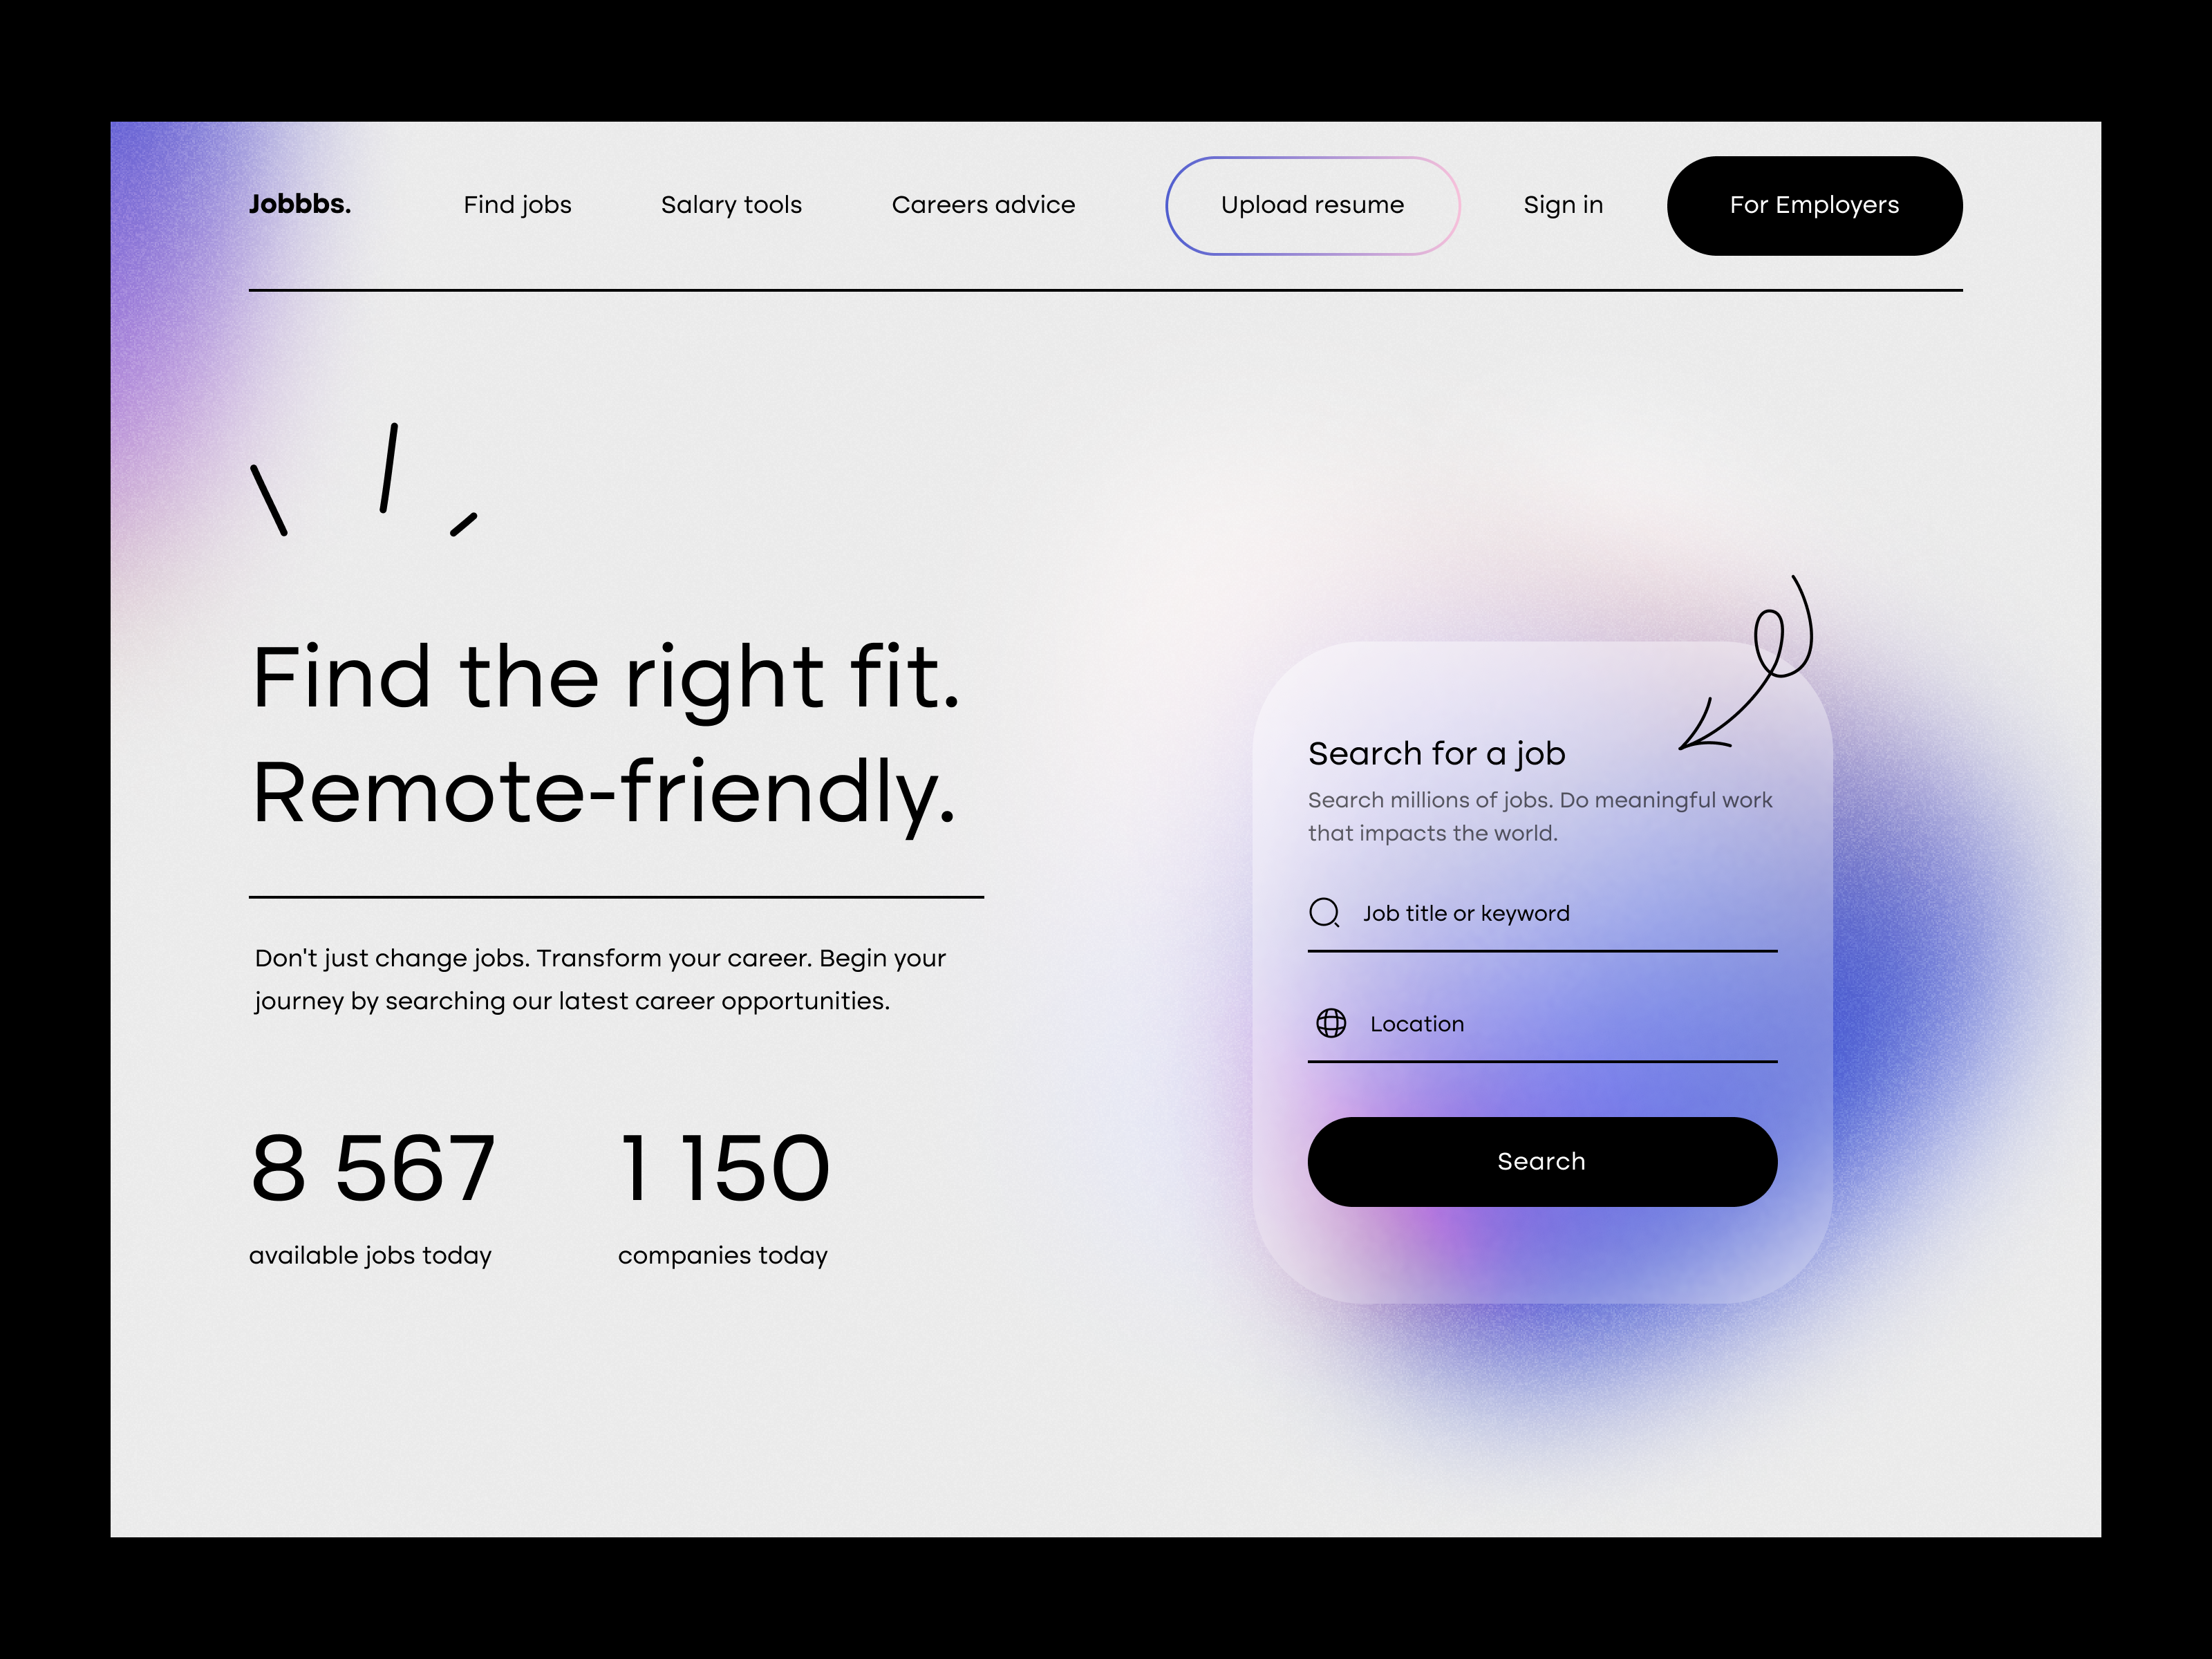 Jobbbs.
Find jobs
Salary tools
Careers advice
Upload resume
Sign in
For Employers
Find the right fit.
Remote-friendly.
Don't just change jobs. Transform your career. Begin your
journey by searching our latest career opportunities.
8 567
available jobs today
1 150
companies today
Search for a job
Search millions of jobs. Do meaningful work
that impacts the world.
Job title or keyword
Location
Search